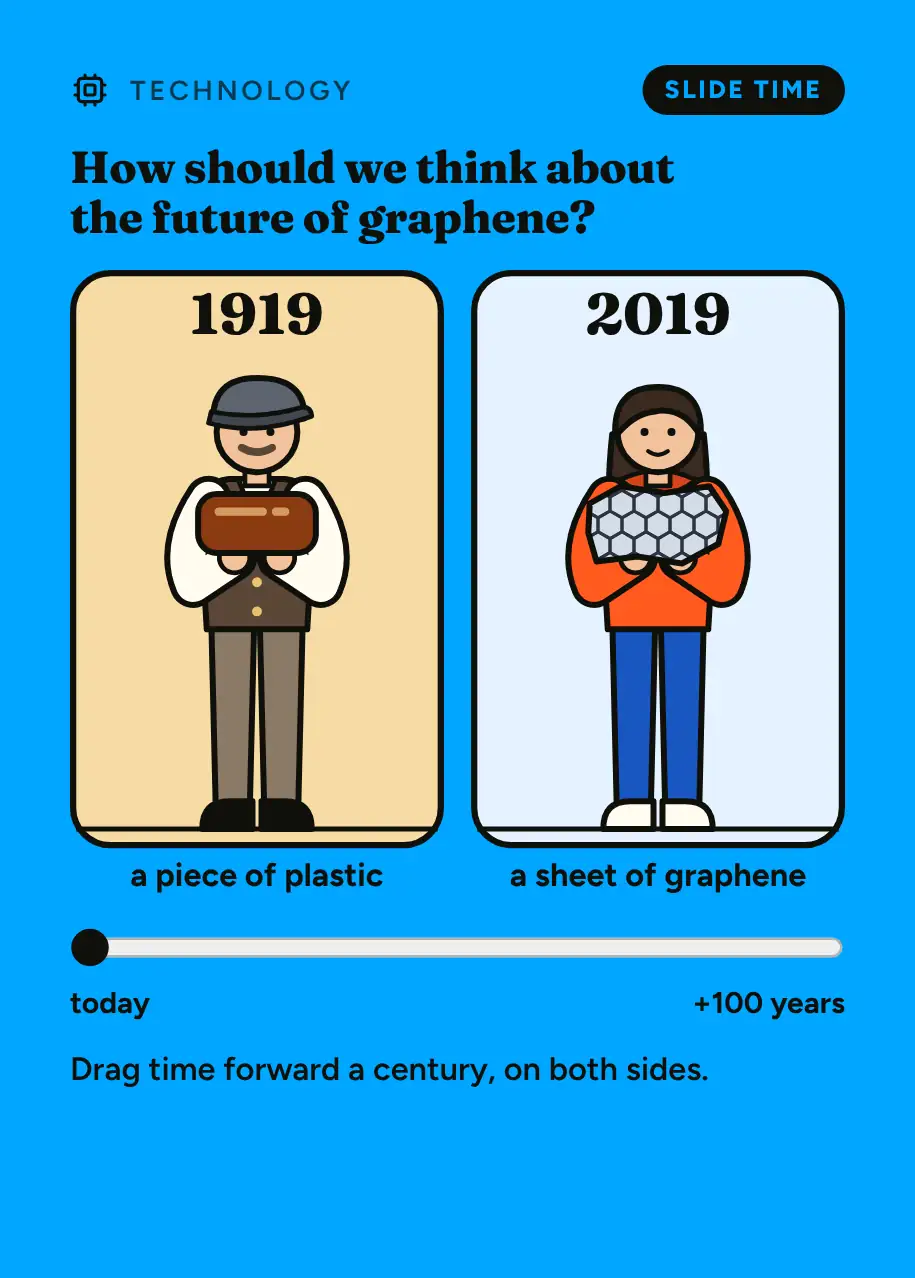 TECHNOLOGY
SLIDE TIME
How should we think about
the future of graphene?
1919
2019
a piece of plastic
a sheet of graphene
today
+100 years
Drag time forward a century, on both sides.